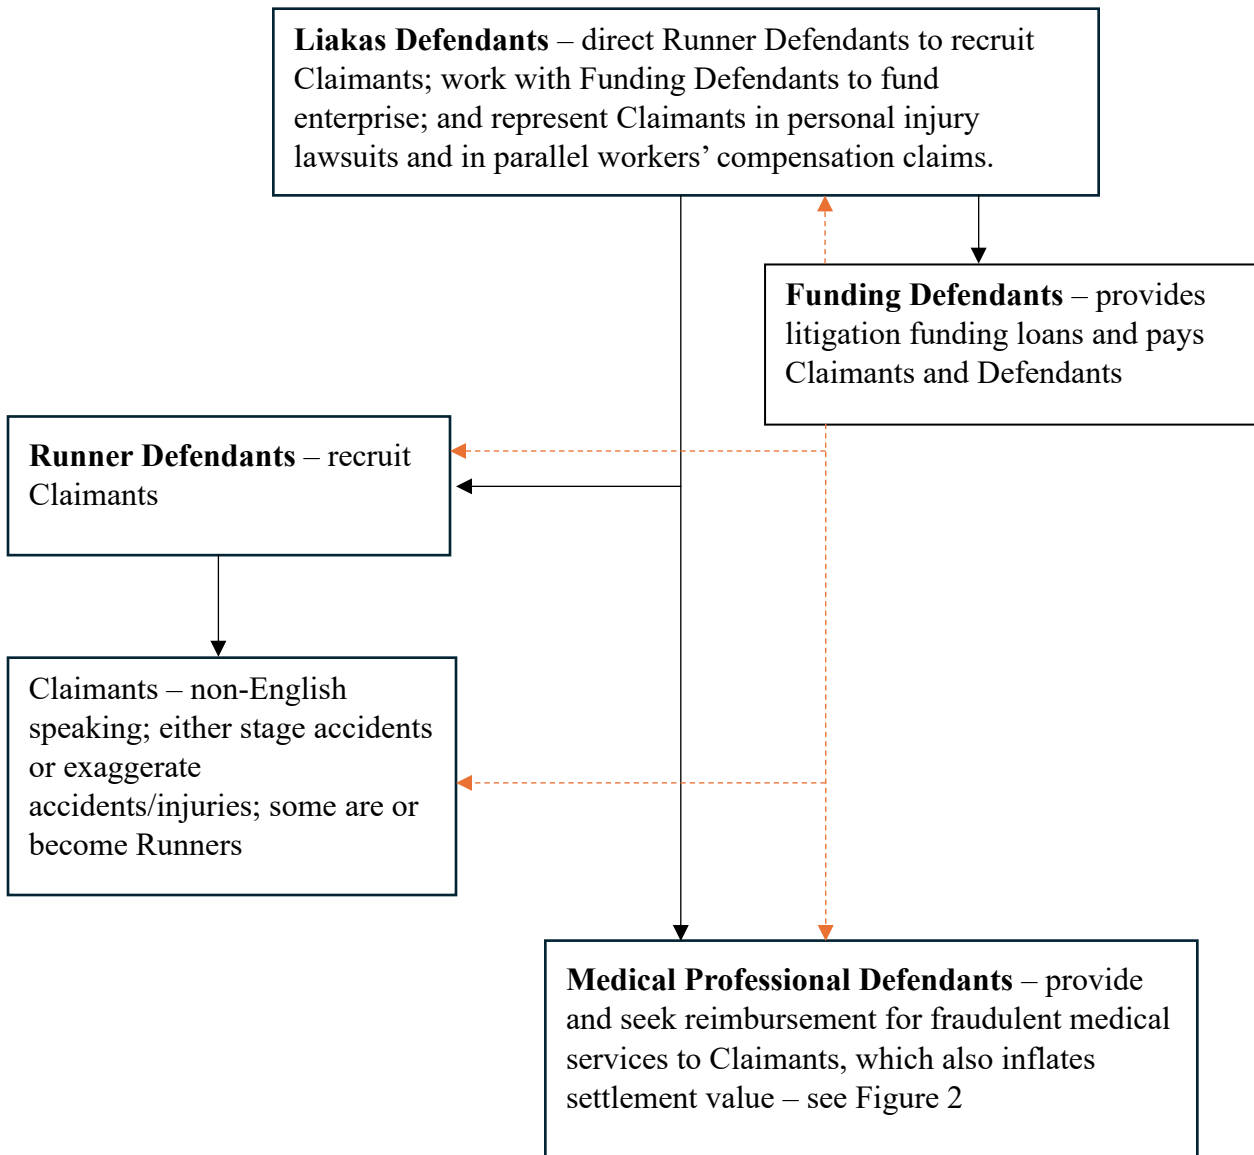 Liakas Defendants – direct Runner Defendants to recruit
Claimants; work with Funding Defendants to fund
enterprise; and represent Claimants in personal injury
lawsuits and in parallel workers’ compensation claims.
Funding Defendants – provides
litigation funding loans and pays
Claimants and Defendants
Runner Defendants – recruit
Claimants
Claimants – non-English
speaking; either stage accidents
or exaggerate
accidents/injuries; some are or
become Runners
Medical Professional Defendants – provide
and seek reimbursement for fraudulent medical
services to Claimants, which also inflates
settlement value – see Figure 2